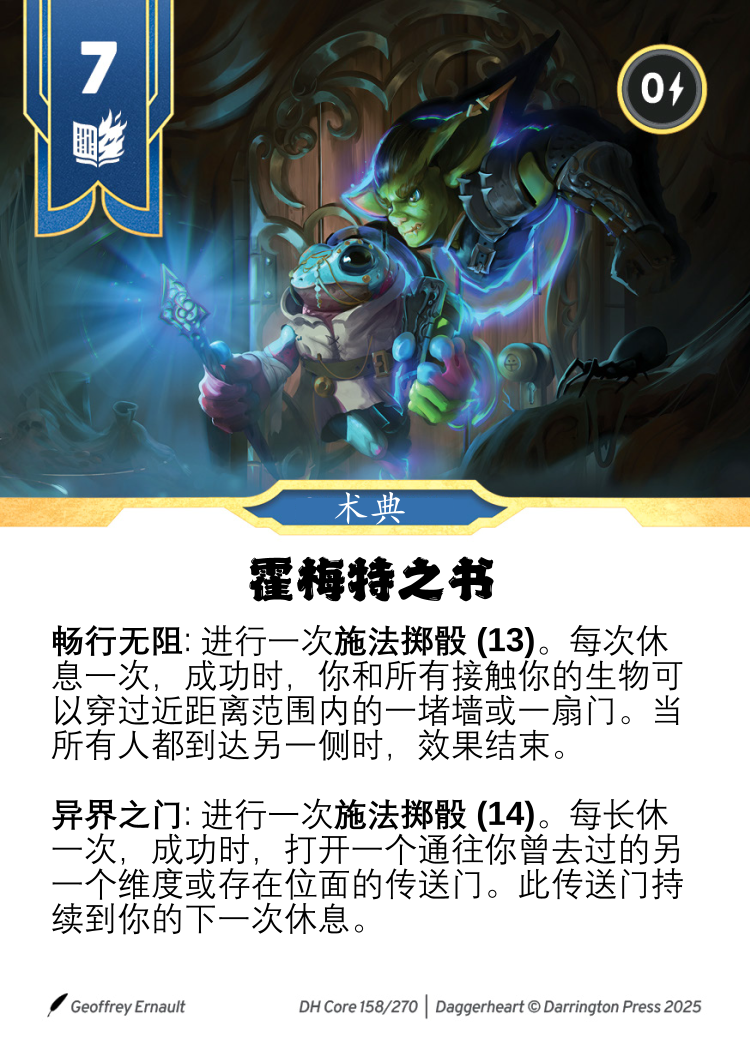 7
0
术典
霍梅特之书
畅行无阻: 进行一次施法掷骰 (13)。每次休
息一次，成功时，你和所有接触你的生物可
以穿过近距离范围内的一堵墙或一扇门。当
所有人都到达另一侧时，效果结束。
异界之门: 进行一次施法掷骰 (14)。每长休
一次，成功时，打开一个通往你曾去过的另
一个维度或存在位面的传送门。此传送门持
续到你的下一次休息。
Geoffrey Ernault
DH Core 158/270 | Daggerheart © Darrington Press 2025